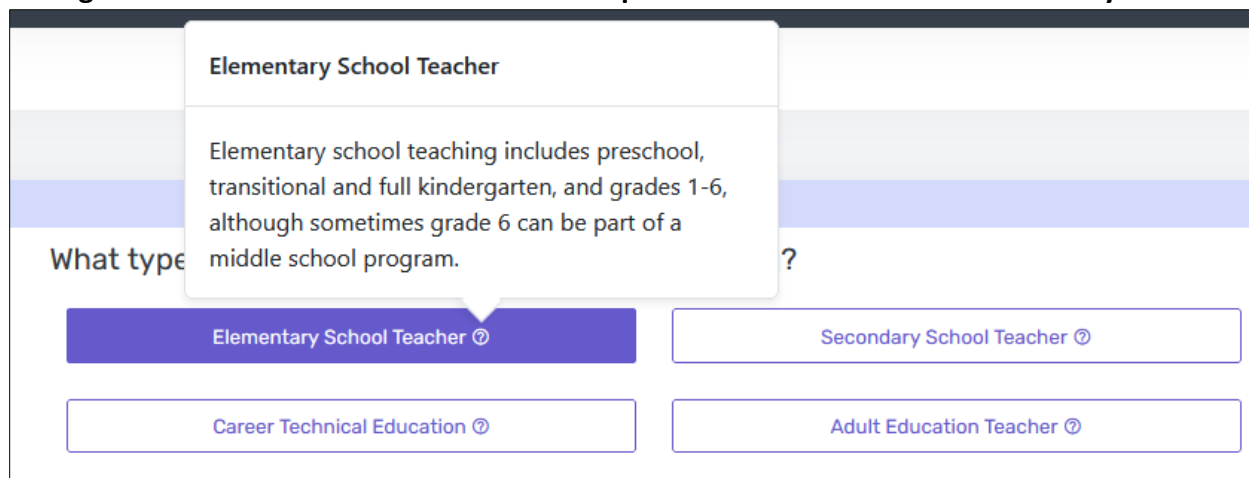 Elementary School Teacher
Elementary school teaching includes preschool,
transitional and full kindergarten, and grades 1-6,
although sometimes grade 6 can be part of a
middle school program.
What type ?
Elementary School Teacher
Secondary School Teacher
Career Technical Education
Adult Education Teacher